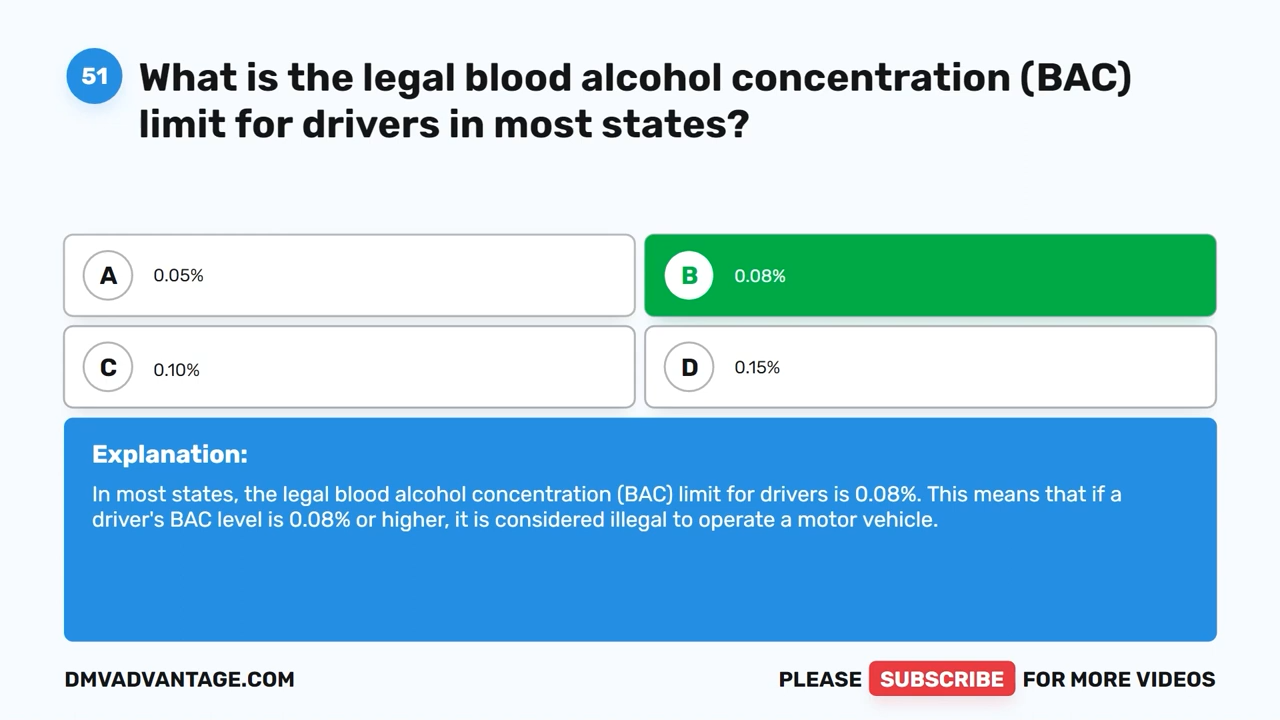 51
What is the legal blood alcohol concentration (BAC)
limit for drivers in most states?
A 0.05%
B 0.08%
C 0.10%
D 0.15%
Explanation:
In most states, the legal blood alcohol concentration (BAC) limit for drivers is 0.08%. This means that if a
driver's BAC level is 0.08% or higher, it is considered illegal to operate a motor vehicle.
DMVADVANTAGE.COM
PLEASE SUBSCRIBE FOR MORE VIDEOS